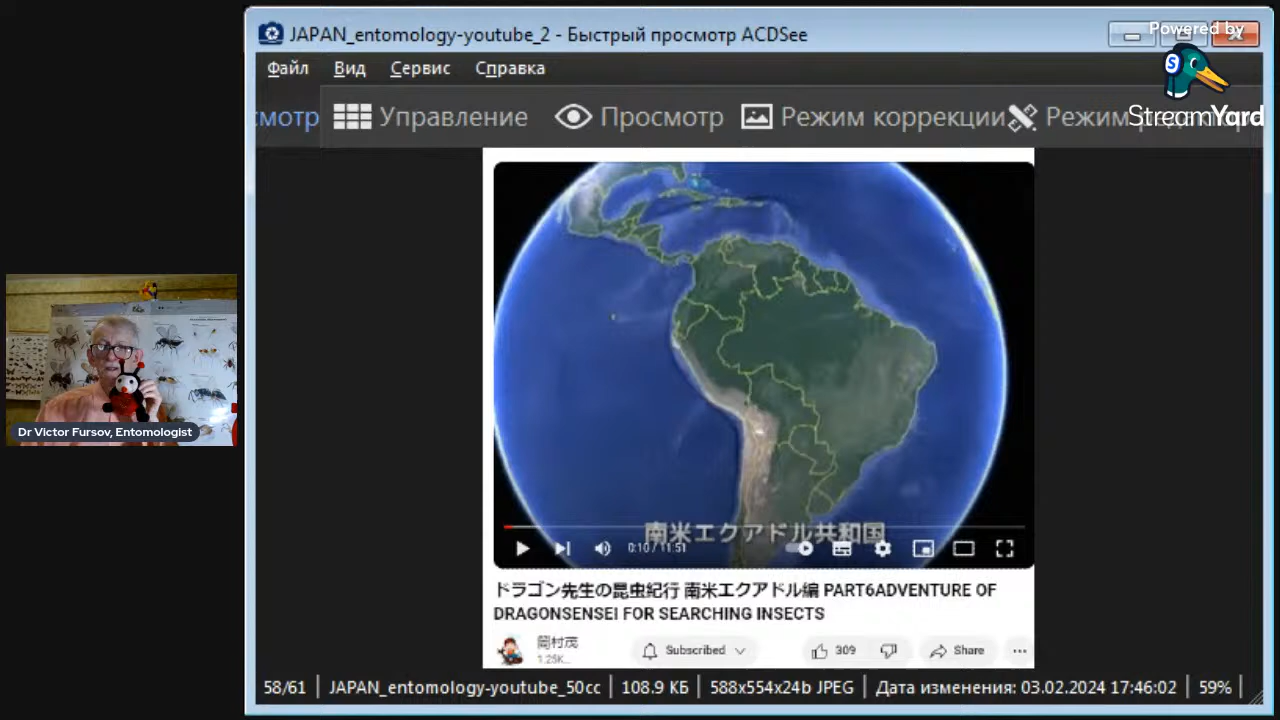 JAPAN_entomology-youtube_2 - Быстрый просмотр ACDSee
Powered by
Файл Вид Сервис Справка
StreamYard
смотр Управление Просмотр Режим коррекции Режим
南米エクアドル共和国
0:10 / 11:51
Dr Victor Fursov, Entomologist
ドラゴン先生の昆虫紀行 南米エクアドル編 PART6ADVENTURE OF
DRAGONSENSEI FOR SEARCHING INSECTS
岡村茂
1.25K...
Subscribed 309 Share
58/61 JAPAN_entomology-youtube_50cc 108.9 КБ 588x554x24b JPEG Дата изменения: 03.02.2024 17:46:02 59%